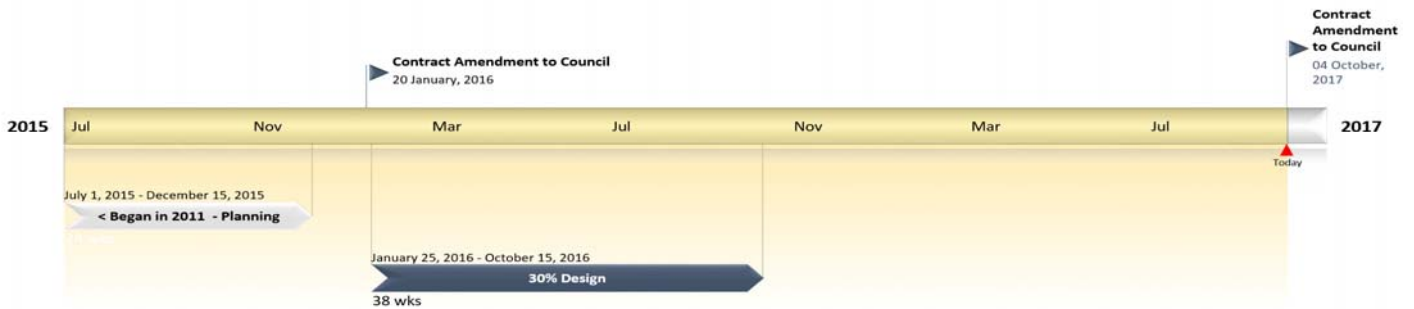 Contract
Amendment
to Council
04 October,
2017
Contract Amendment to Council
20 January, 2016
2015 Jul Nov Mar Jul Nov Mar Jul 2017
Today
July 1, 2015 - December 15, 2015
< Began in 2011 - Planning
January 25, 2016 - October 15, 2016
30% Design
38 wks